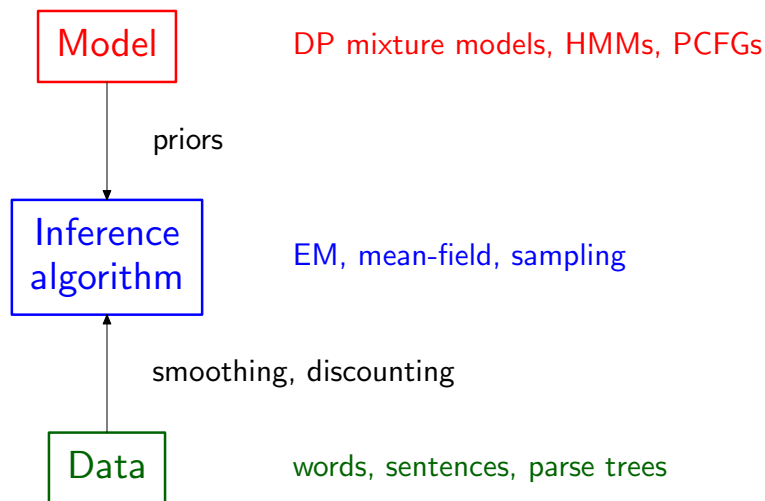 Model
DP mixture models, HMMs, PCFGs
priors
Inference
algorithm
EM, mean-field, sampling
smoothing, discounting
Data
words, sentences, parse trees